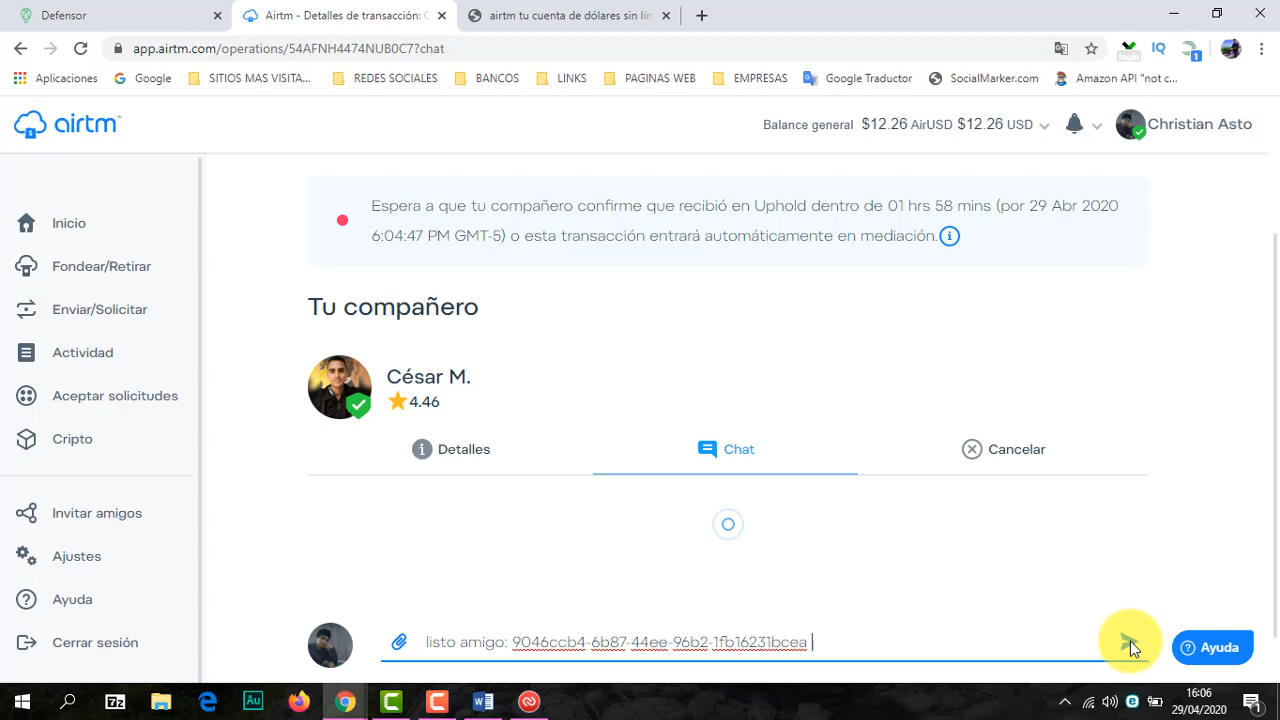 Defensor
Airtm - Detalles de transacción: C
airtm tu cuenta de dólares sin lím
app.airtm.com/operations/54AFNH4474NUB0C7?chat
IQ
1
Aplicaciones
Google
SITIOS MAS VISITA...
REDES SOCIALES
BANCOS
LINKS
PAGINAS WEB
EMPRESAS
Google Traductor
SocialMarker.com
Amazon API "not c...
airtm
Balance general $12.26 AirUSD $12.26 USD
Christian Asto
Inicio
Fondear/Retirar
Enviar/Solicitar
Actividad
Aceptar solicitudes
Cripto
Invitar amigos
Ajustes
Ayuda
Cerrar sesión
Espera a que tu compañero confirme que recibió en Uphold dentro de 01 hrs 58 mins (por 29 Abr 2020
6:04:47 PM GMT-5) o esta transacción entrará automáticamente en mediación.
Tu compañero
César M.
4.46
Detalles
Chat
Cancelar
listo amigo: 9046ccb4-6b87-44ee-96b2-1fb16231bcea
Ayuda
16:06
29/04/2020
1